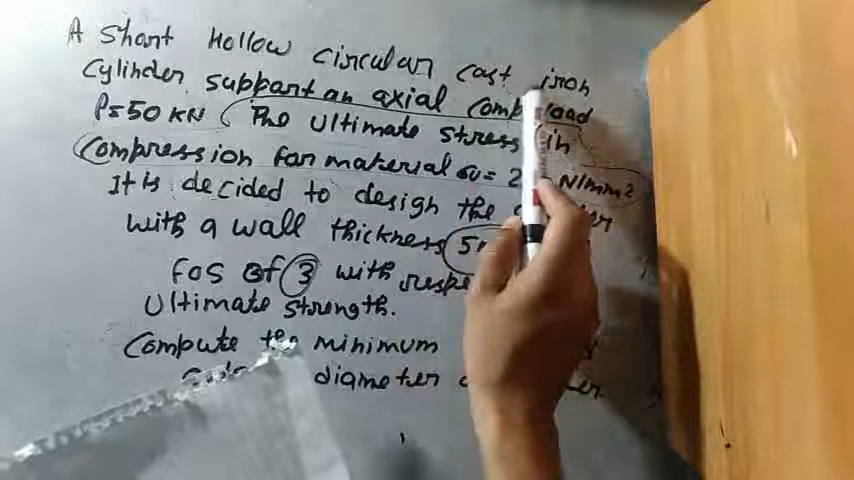 A Short Hollow Circular cast iron
Cylinder support an axial Comp load
P=50 KN The Ultimate stress in
Compression for material σu = 2 N/mm2
It is decided to design the
with a wall thickness 5
FOS of 3 with
Ultimate strength.
Compute the minimum
diameter